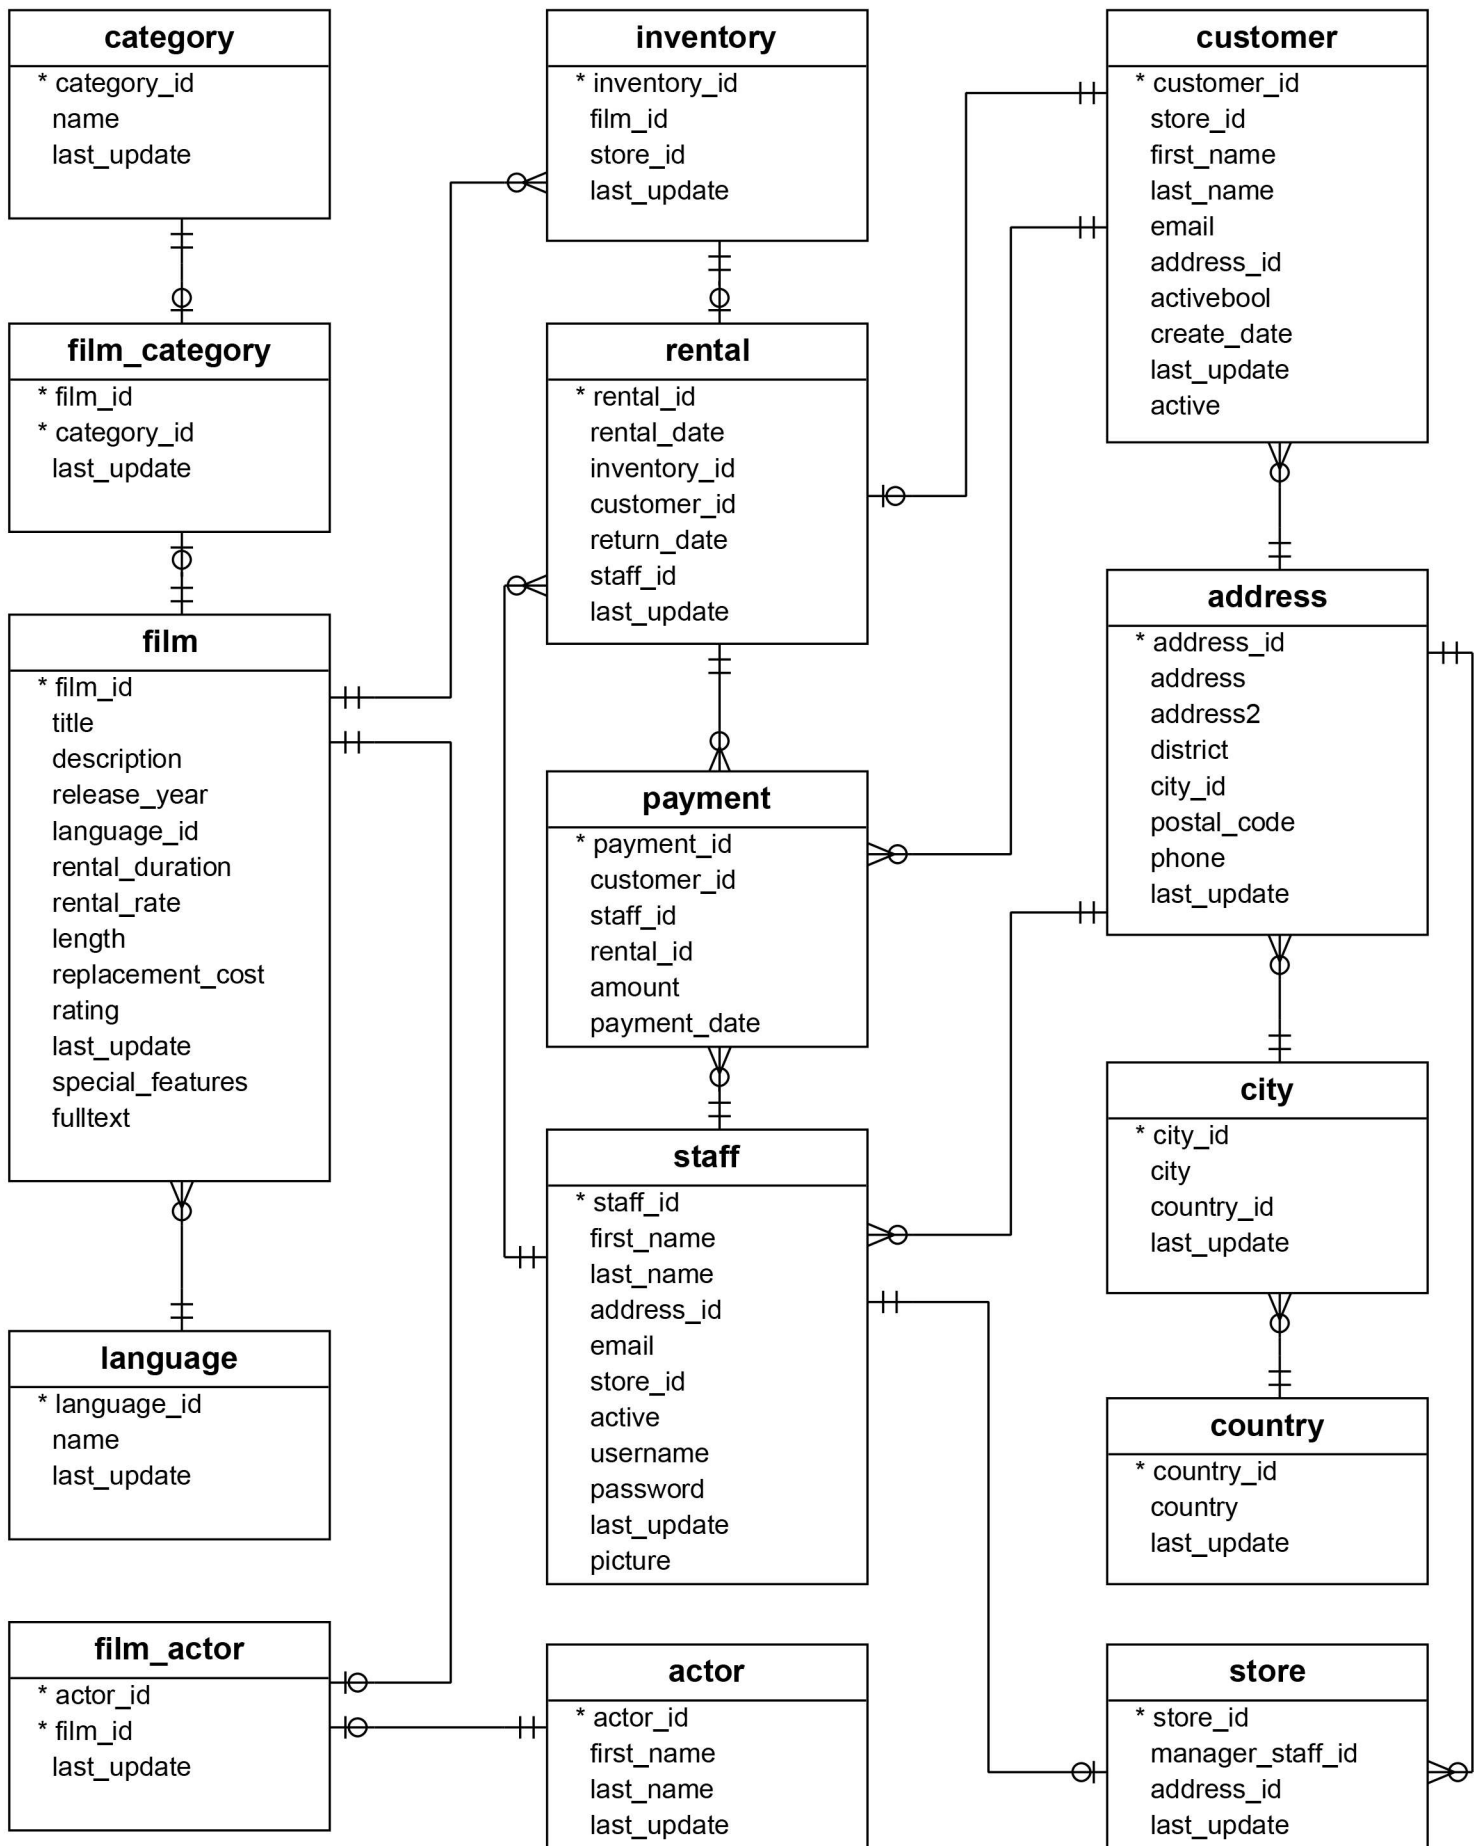 category
* category_id
name
last_update
film_category
* film_id
* category_id
last_update
film
* film_id
title
description
release_year
language_id
rental_duration
rental_rate
length
replacement_cost
rating
last_update
special_features
fulltext
language
* language_id
name
last_update
film_actor
* actor_id
* film_id
last_update
inventory
* inventory_id
film_id
store_id
last_update
rental
* rental_id
rental_date
inventory_id
customer_id
return_date
staff_id
last_update
payment
* payment_id
customer_id
staff_id
rental_id
amount
payment_date
staff
* staff_id
first_name
last_name
address_id
email
store_id
active
username
password
last_update
picture
actor
* actor_id
first_name
last_name
last_update
customer
* customer_id
store_id
first_name
last_name
email
address_id
activebool
create_date
last_update
active
address
* address_id
address
address2
district
city_id
postal_code
phone
last_update
city
* city_id
city
country_id
last_update
country
* country_id
country
last_update
store
* store_id
manager_staff_id
address_id
last_update